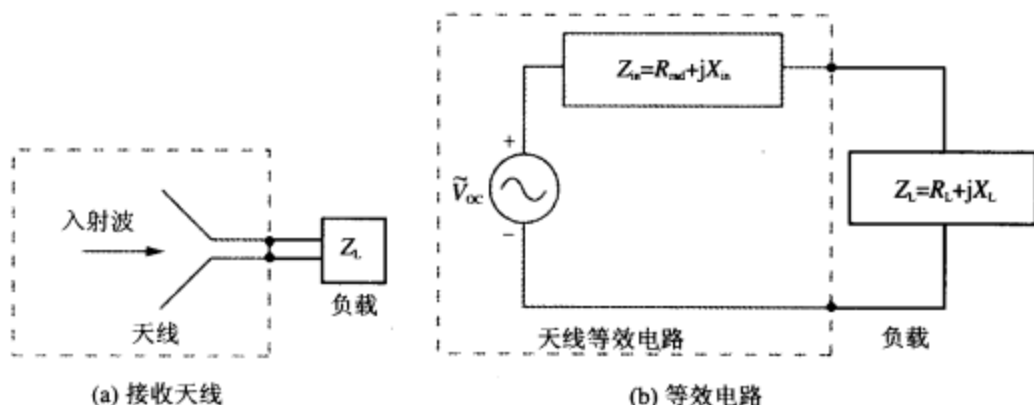 入射波
天线
Z_L
负载
(a) 接收天线
Z_in=R_rad+jX_in
+
Ṽ_OC
−
天线等效电路
Z_L=R_L+jX_L
负载
(b) 等效电路